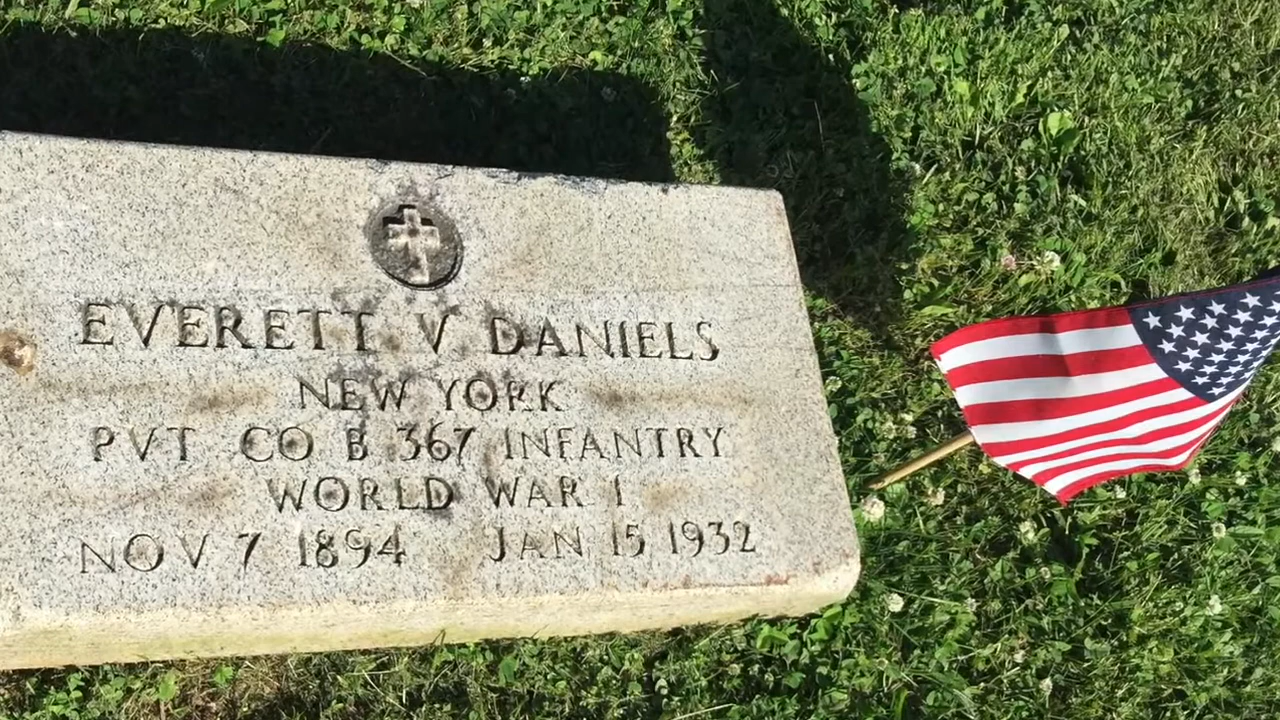 EVERETT V DANIELS
NEW YORK
PVT CO B 367 INFANTRY
WORLD WAR I
NOV 7 1894 JAN 15 1932